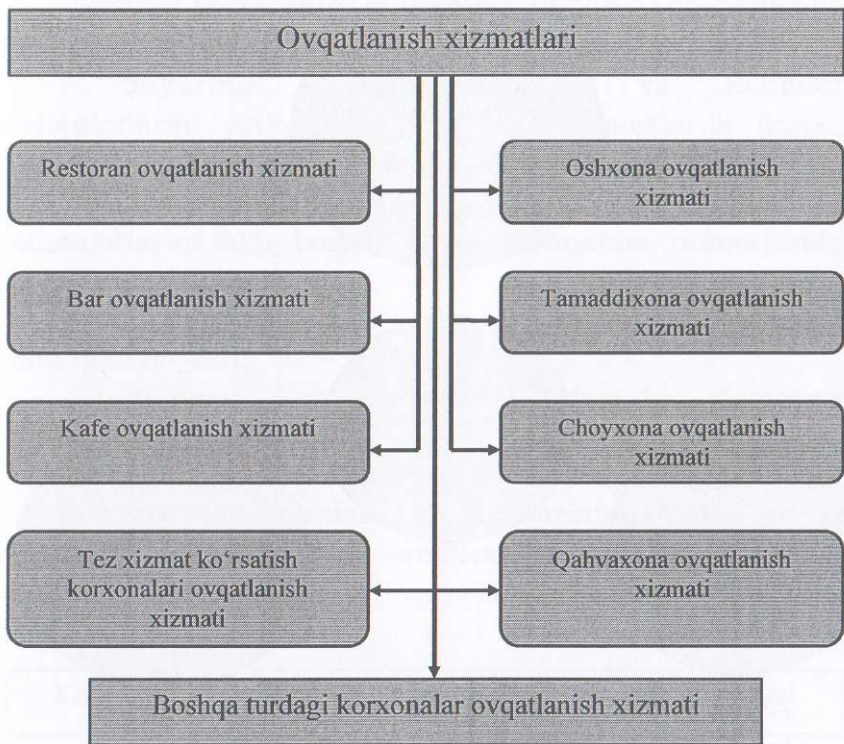 Ovqatlanish xizmatlari
Restoran ovqatlanish xizmati
Oshxona ovqatlanish
xizmati
Bar ovqatlanish xizmati
Tamaddixona ovqatlanish
xizmati
Kafe ovqatlanish xizmati
Choyxona ovqatlanish
xizmati
Tez xizmat ko‘rsatish
korxonalari ovqatlanish
xizmati
Qahvaxona ovqatlanish
xizmati
Boshqa turdagi korxonalar ovqatlanish xizmati